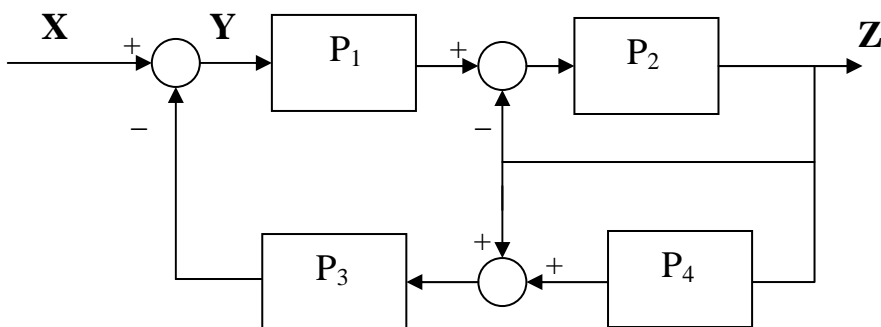 X + Y P₁ + P₂ Z
− −
+ +
P₃ P₄